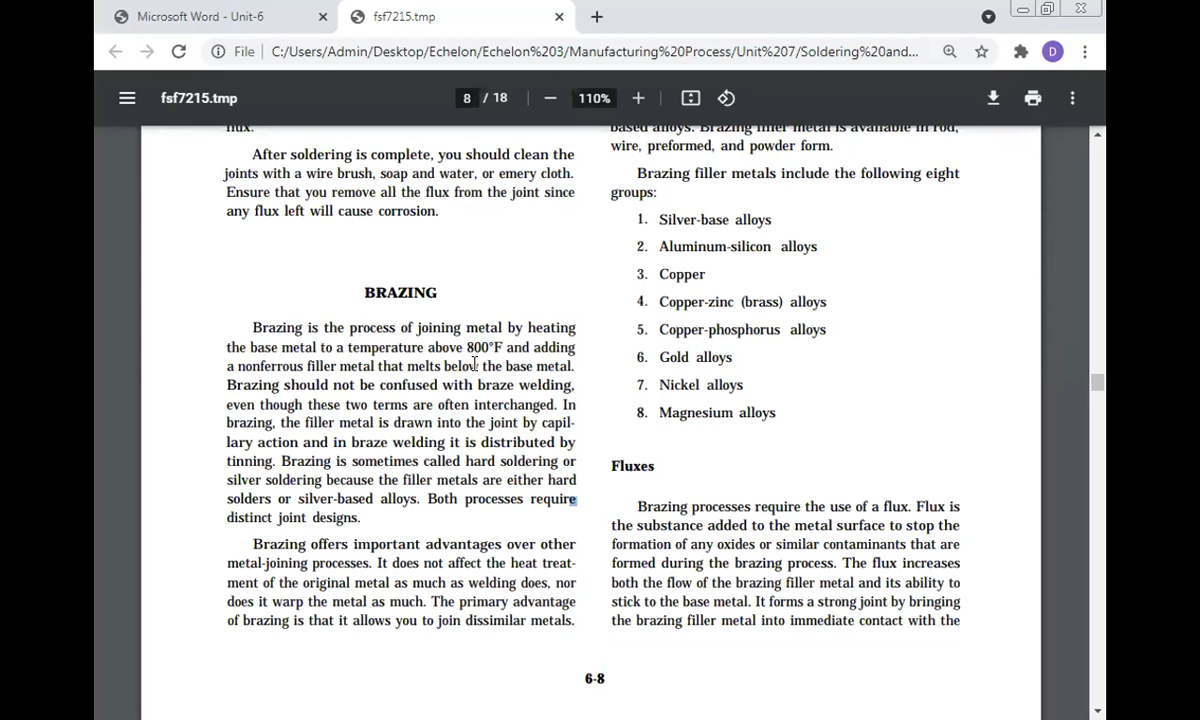 Microsoft Word - Unit-6
fsf7215.tmp
File
C:/Users/Admin/Desktop/Echelon/Echelon%203/Manufacturing%20Process/Unit%207/Soldering%20and...
D
fsf7215.tmp
8 / 18
110%
flux.
After soldering is complete, you should clean the
joints with a wire brush, soap and water, or emery cloth.
Ensure that you remove all the flux from the joint since
any flux left will cause corrosion.
BRAZING
Brazing is the process of joining metal by heating
the base metal to a temperature above 800°F and adding
a nonferrous filler metal that melts below the base metal.
Brazing should not be confused with braze welding,
even though these two terms are often interchanged. In
brazing, the filler metal is drawn into the joint by capil-
lary action and in braze welding it is distributed by
tinning. Brazing is sometimes called hard soldering or
silver soldering because the filler metals are either hard
solders or silver-based alloys. Both processes require
distinct joint designs.
Brazing offers important advantages over other
metal-joining processes. It does not affect the heat treat-
ment of the original metal as much as welding does, nor
does it warp the metal as much. The primary advantage
of brazing is that it allows you to join dissimilar metals.
based alloys. Brazing filler metal is available in rod,
wire, preformed, and powder form.
Brazing filler metals include the following eight
groups:
1. Silver-base alloys
2. Aluminum-silicon alloys
3. Copper
4. Copper-zinc (brass) alloys
5. Copper-phosphorus alloys
6. Gold alloys
7. Nickel alloys
8. Magnesium alloys
Fluxes
Brazing processes require the use of a flux. Flux is
the substance added to the metal surface to stop the
formation of any oxides or similar contaminants that are
formed during the brazing process. The flux increases
both the flow of the brazing filler metal and its ability to
stick to the base metal. It forms a strong joint by bringing
the brazing filler metal into immediate contact with the
6-8